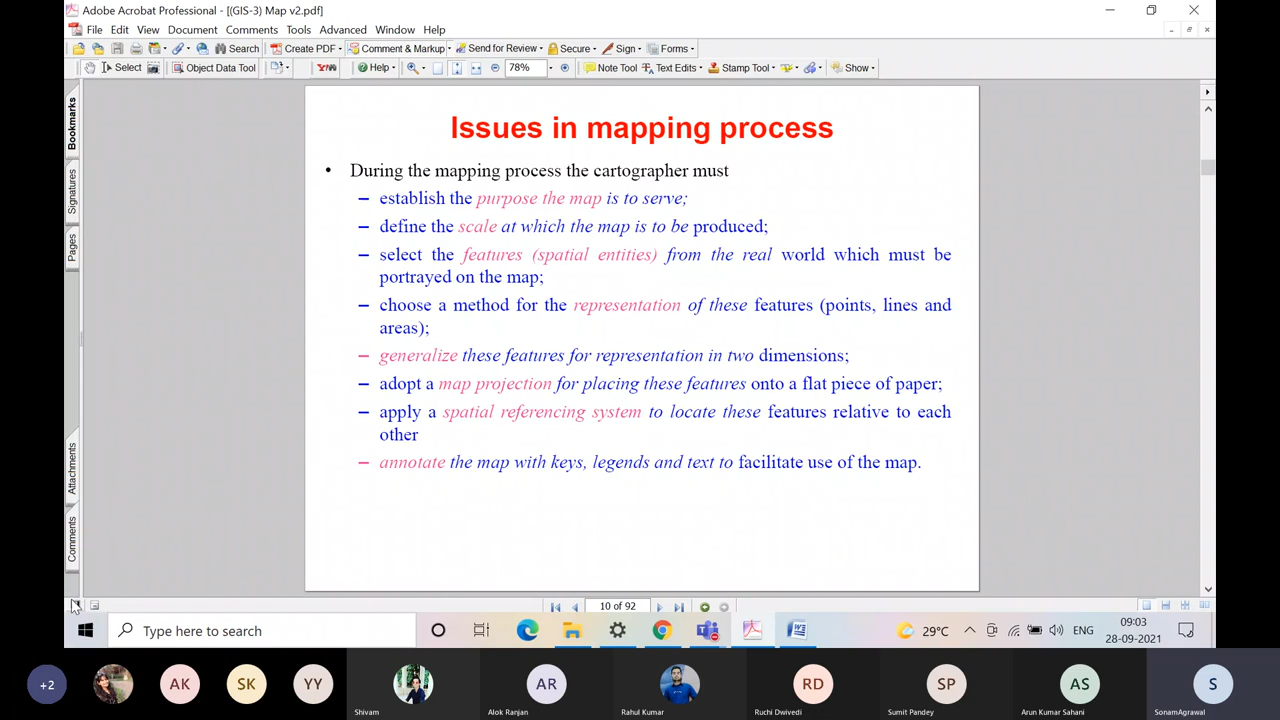 Adobe Acrobat Professional - [(GIS-3) Map v2.pdf]
File Edit View Document Comments Tools Advanced Window Help
Search Create PDF Comment & Markup Send for Review Secure Sign Forms
Select Object Data Tool Help 78% Note Tool Text Edits Stamp Tool Show
Bookmarks
Signatures
Pages
Attachments
Comments
Issues in mapping process
• During the mapping process the cartographer must
– establish the purpose the map is to serve;
– define the scale at which the map is to be produced;
– select the features (spatial entities) from the real world which must be
portrayed on the map;
– choose a method for the representation of these features (points, lines and
areas);
– generalize these features for representation in two dimensions;
– adopt a map projection for placing these features onto a flat piece of paper;
– apply a spatial referencing system to locate these features relative to each
other
– annotate the map with keys, legends and text to facilitate use of the map.
10 of 92
Type here to search
29°C ENG 09:03
28-09-2021
+2 AK SK YY AR RD SP AS S
Shivam Alok Ranjan Rahul Kumar Ruchi Dwivedi Sumit Pandey Arun Kumar Sahani SonamAgrawal